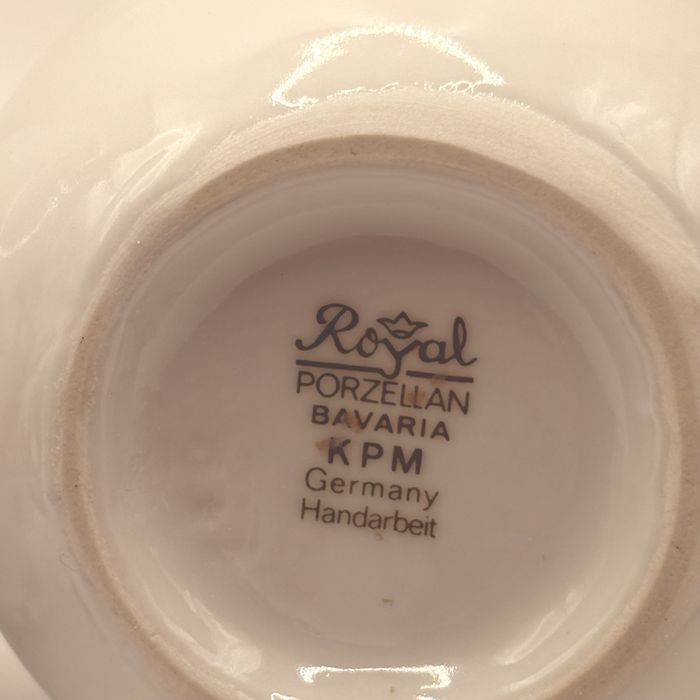 Royal
PORZELLAN
BAVARIA
KPM
Germany
Handarbeit